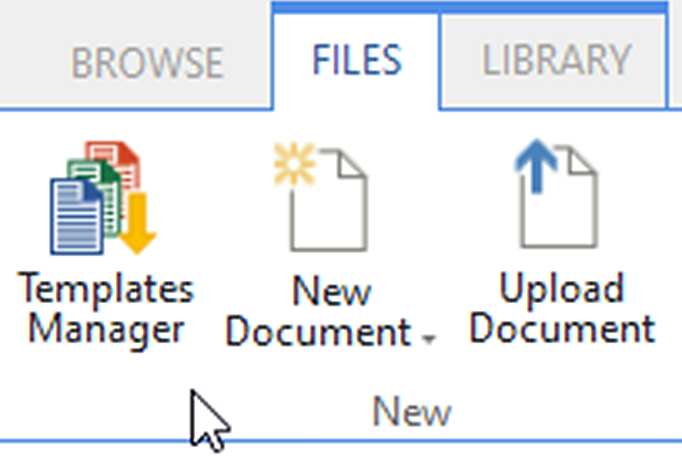 BROWSE FILES LIBRARY
Templates Manager
New Document
Upload Document
New